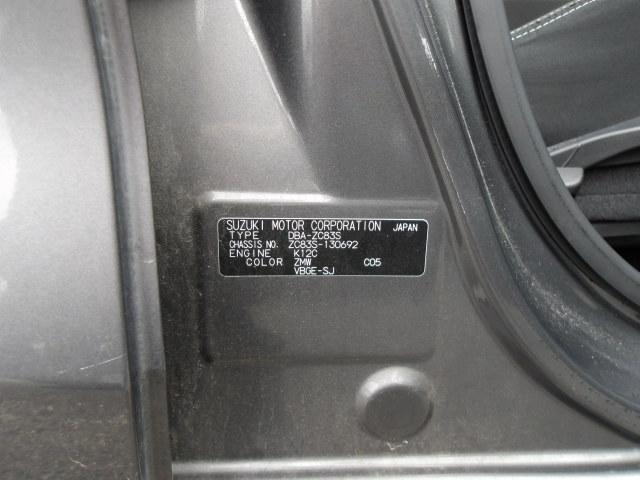 SUZUKI MOTOR CORPORATION JAPAN
TYPE DBA-ZC83S
CHASSIS NO. ZC83S-130692
ENGINE K12C
COLOR ZMW C05
VBGE-SJ